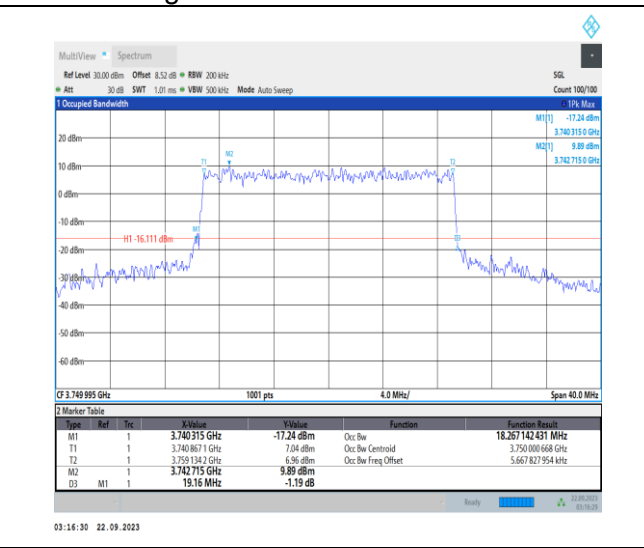 MultiView Spectrum
Ref Level 30.00 dBm Offset 8.52 dB RBW 200 kHz SGL
Att 30 dB SWT 1.01 ms VBW 500 kHz Mode Auto Sweep Count 100/100
1 Occupied Bandwidth 1Pk Max
M1[1] -17.24 dBm
3.740 315 0 GHz
M2[1] 9.89 dBm
3.742 715 0 GHz
20 dBm
M2
T1 T2
10 dBm
0 dBm
-10 dBm
M1
H1 -16.111 dBm
D3
-20 dBm
-30 dBm
-40 dBm
-50 dBm
-60 dBm
CF 3.749 995 GHz 1001 pts 4.0 MHz/ Span 40.0 MHz
2 Marker Table
Type Ref Trc X-Value Y-Value Function Function Result
M1 1 3.740 315 GHz -17.24 dBm Occ Bw 18.267 142 431 MHz
T1 1 3.740 867 1 GHz 7.04 dBm Occ Bw Centroid 3.750 000 668 GHz
T2 1 3.759 134 2 GHz 6.96 dBm Occ Bw Freq Offset 5.667 827 954 kHz
M2 1 3.742 715 GHz 9.89 dBm
D3 M1 1 19.16 MHz -1.19 dB
Ready 22.09.2023
03:16:29
03:16:30 22.09.2023